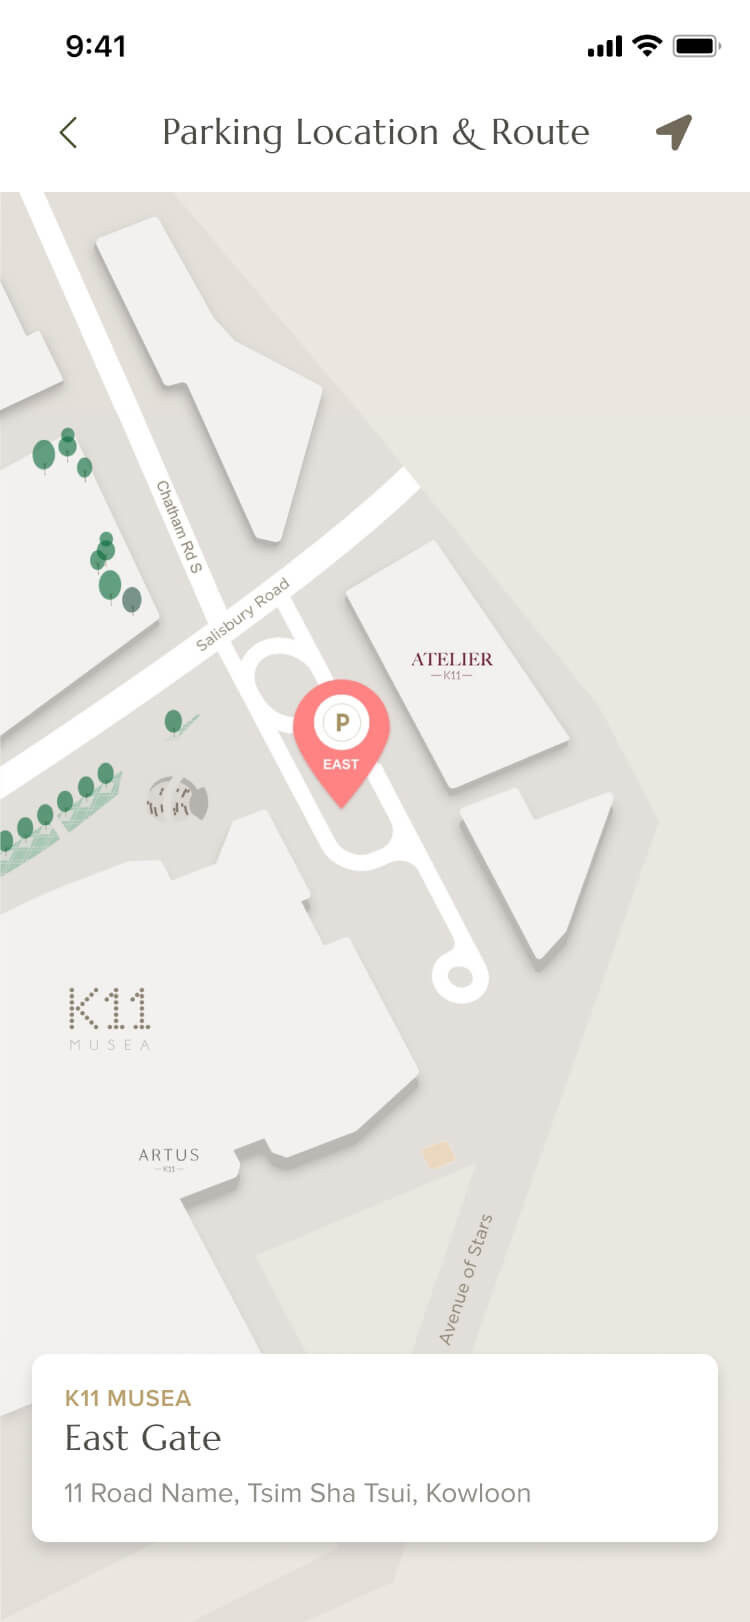 9:41
Parking Location & Route
Chatham Rd S
Salisbury Road
ATELIER
—K11—
P
EAST
K11
MUSEA
ARTUS
—K11—
Avenue of Stars
K11 MUSEA
East Gate
11 Road Name, Tsim Sha Tsui, Kowloon